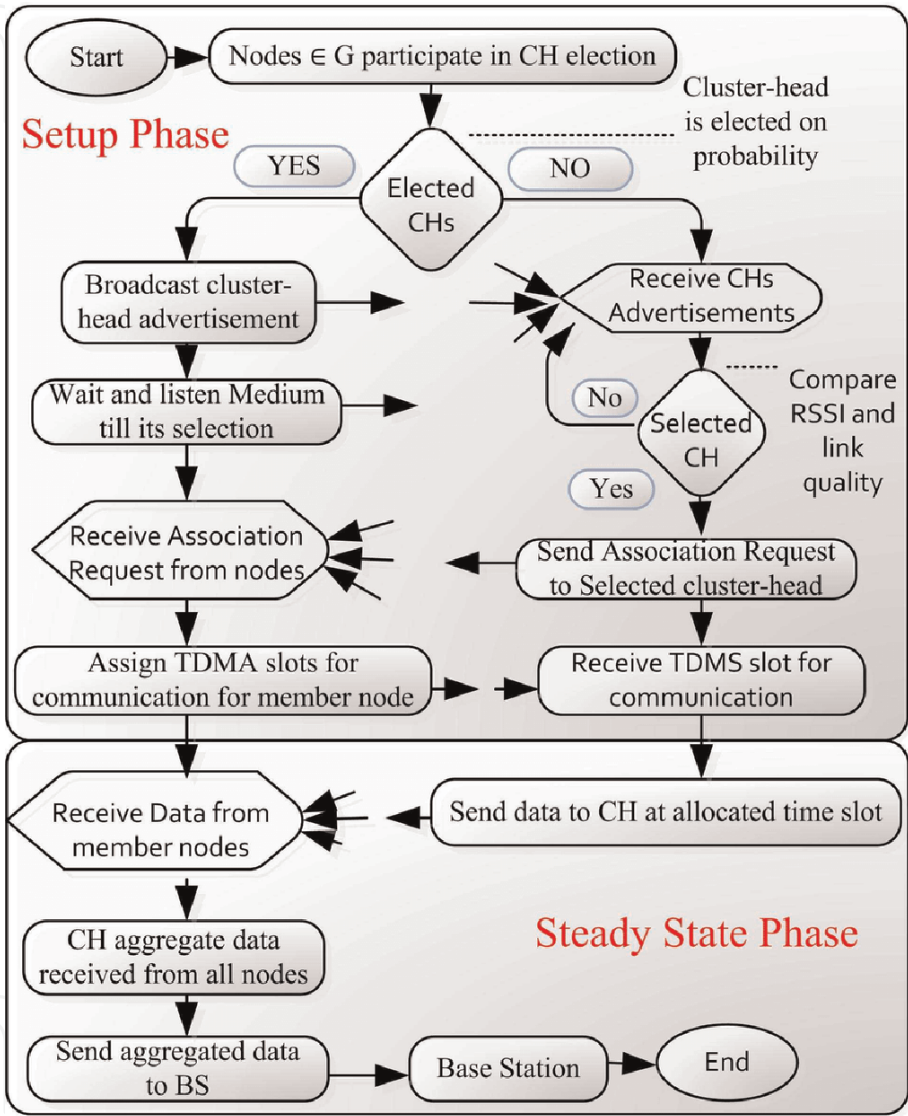 Start
Nodes ∈ G participate in CH election
Cluster-head
is elected on
probability
Setup Phase
YES
NO
Elected
CHs
Broadcast cluster-
head advertisement
Receive CHs
Advertisements
Wait and listen Medium
till its selection
No
Selected
CH
Compare
RSSI and
link
quality
Yes
Receive Association
Request from nodes
Send Association Request
to Selected cluster-head
Assign TDMA slots for
communication for member node
Receive TDMS slot for
communication
Receive Data from
member nodes
Send data to CH at allocated time slot
CH aggregate data
received from all nodes
Steady State Phase
Send aggregated data
to BS
Base Station
End